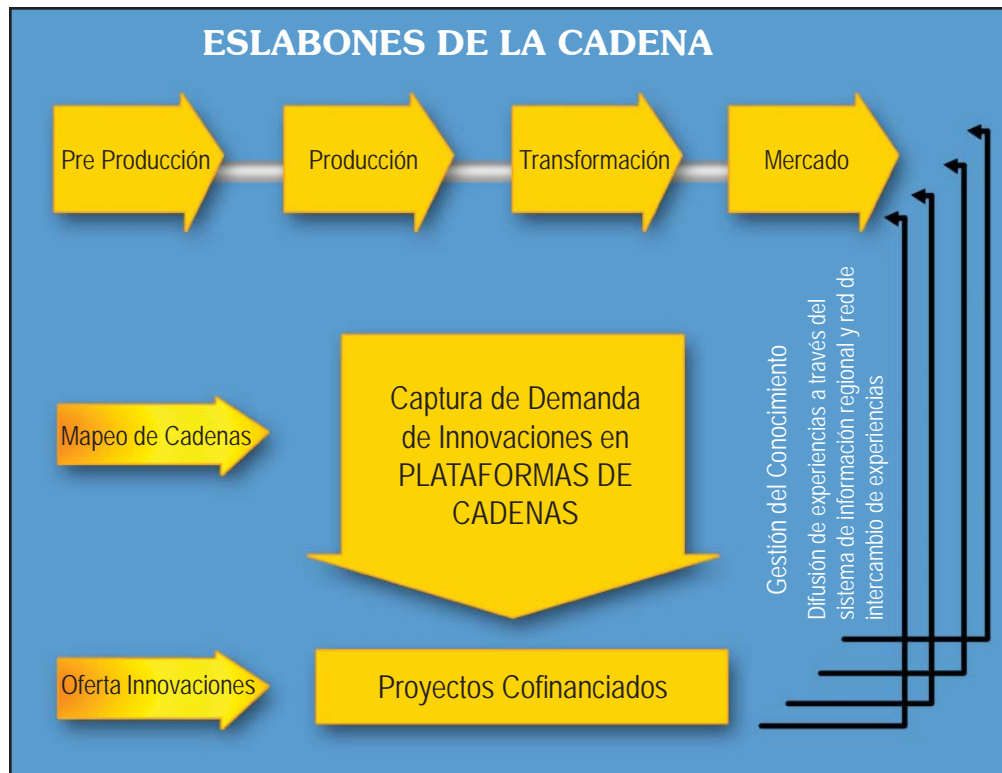 ESLABONES DE LA CADENA
Pre Producción
Producción
Transformación
Mercado
Mapeo de Cadenas
Captura de Demanda
de Innovaciones en
PLATAFORMAS DE
CADENAS
Gestión del Conocimiento
Difusión de experiencias a través del
sistema de información regional y red de
intercambio de experiencias
Oferta Innovaciones
Proyectos Cofinanciados